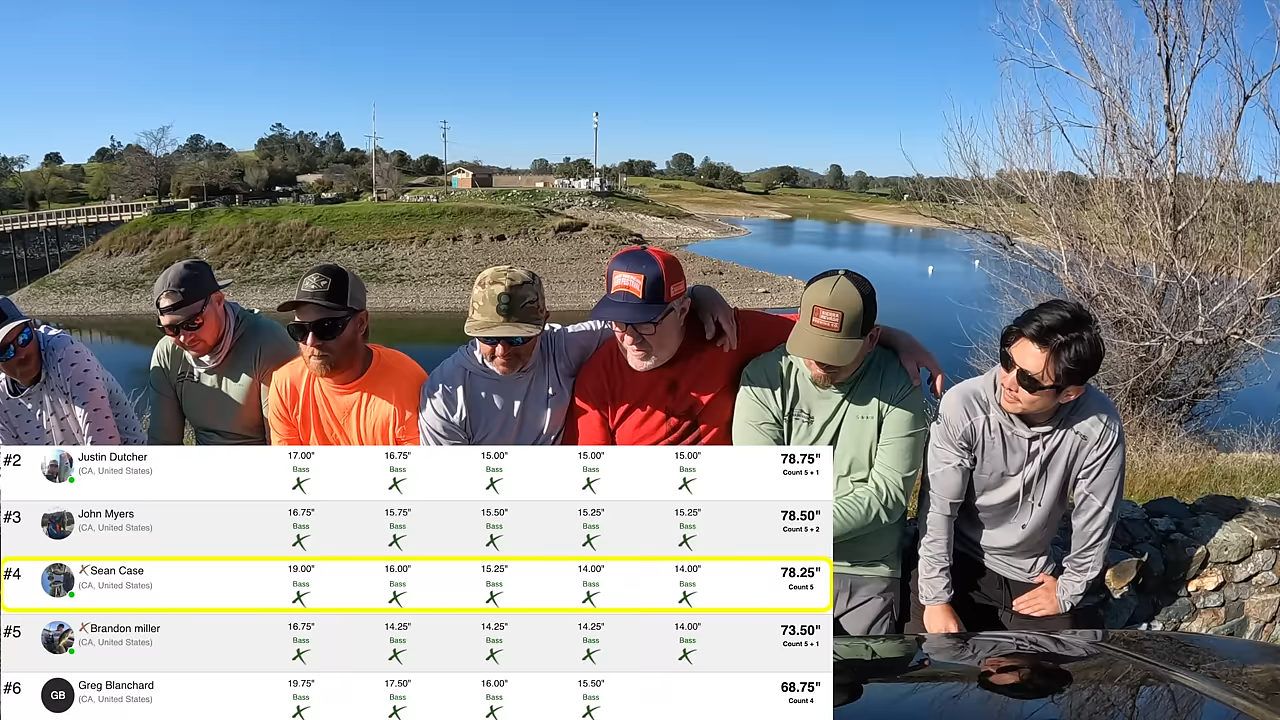 #2 Justin Dutcher 17.00" 16.75" 15.00" 15.00" 15.00" 78.75"
(CA, United States) Bass Bass Bass Bass Bass Count 5 + 1
#3 John Myers 16.75" 15.75" 15.50" 15.25" 15.25" 78.50"
(CA, United States) Bass Bass Bass Bass Bass Count 5 + 2
#4 Sean Case 19.00" 16.00" 15.25" 14.00" 14.00" 78.25"
(CA, United States) Bass Bass Bass Bass Bass Count 5
#5 Brandon miller 16.75" 14.25" 14.25" 14.25" 14.00" 73.50"
(CA, United States) Bass Bass Bass Bass Bass Count 5 + 1
#6 GB Greg Blanchard 19.75" 17.50" 16.00" 15.50" 68.75"
(CA, United States) Bass Bass Bass Bass Count 4